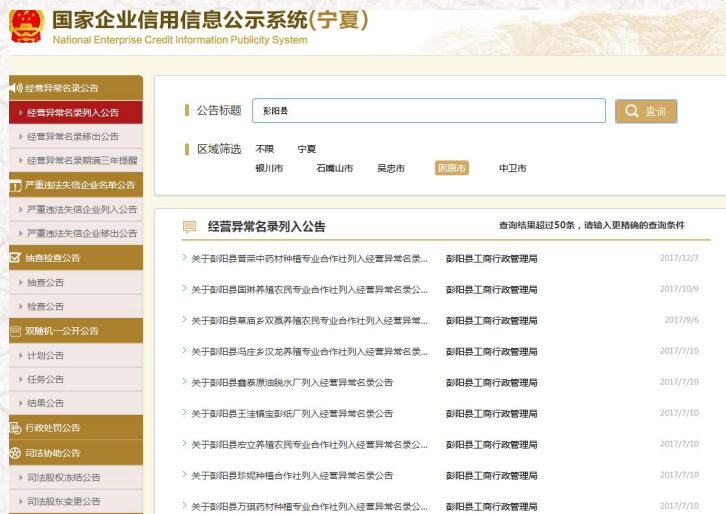 国家企业信用信息公示系统(宁夏)
National Enterprise Credit Information Publicity System
经营异常名录公告
经营异常名录列入公告
经营异常名录移出公告
经营异常名录期满三年提醒
严重违法失信企业名单公告
严重违法失信企业列入公告
严重违法失信企业移出公告
抽查检查公告
抽查公告
检查公告
双随机一公开公告
计划公告
任务公告
结果公告
行政处罚公告
司法协助公告
司法股权冻结公告
司法股东变更公告
公告标题 彭阳县 查询
区域筛选 不限 宁夏
银川市 石嘴山市 吴忠市 固原市 中卫市
经营异常名录列入公告 查询结果超过50条，请输入更精确的查询条件
关于彭阳县普荣中药材种植专业合作社列入经营异常名录... 彭阳县工商行政管理局 2017/12/7
关于彭阳县国琳养殖农民专业合作社列入经营异常名录公... 彭阳县工商行政管理局 2017/10/9
关于彭阳县草庙乡双赢养殖农民专业合作社列入经营异常... 彭阳县工商行政管理局 2017/9/6
关于彭阳县冯庄乡汉龙养殖专业合作社列入经营异常名录... 彭阳县工商行政管理局 2017/7/10
关于彭阳县鑫泰原油脱水厂列入经营异常名录公告 彭阳县工商行政管理局 2017/7/10
关于彭阳县王洼镇宝彭纸厂列入经营异常名录公告 彭阳县工商行政管理局 2017/7/10
关于彭阳县宏立养殖农民专业合作社列入经营异常名录公... 彭阳县工商行政管理局 2017/7/10
关于彭阳县珍妮种植合作社列入经营异常名录公告 彭阳县工商行政管理局 2017/7/10
关于彭阳县万琪药材种植专业合作社列入经营异常名录公... 彭阳县工商行政管理局 2017/7/10